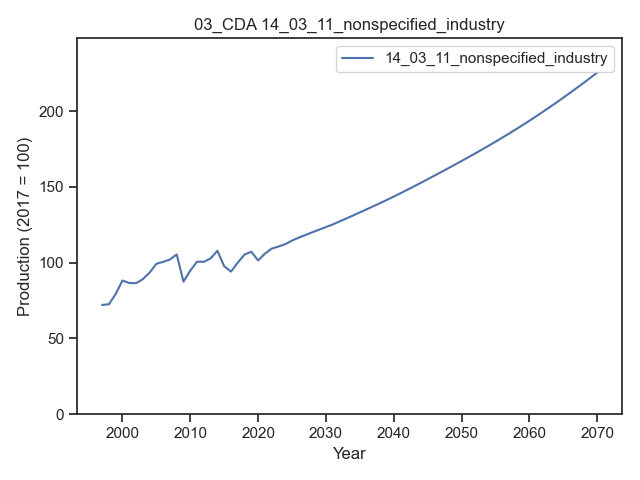 03_CDA 14_03_11_nonspecified_industry
14_03_11_nonspecified_industry
Production (2017 = 100)
200
150
100
50
0
2000 2010 2020 2030 2040 2050 2060 2070
Year